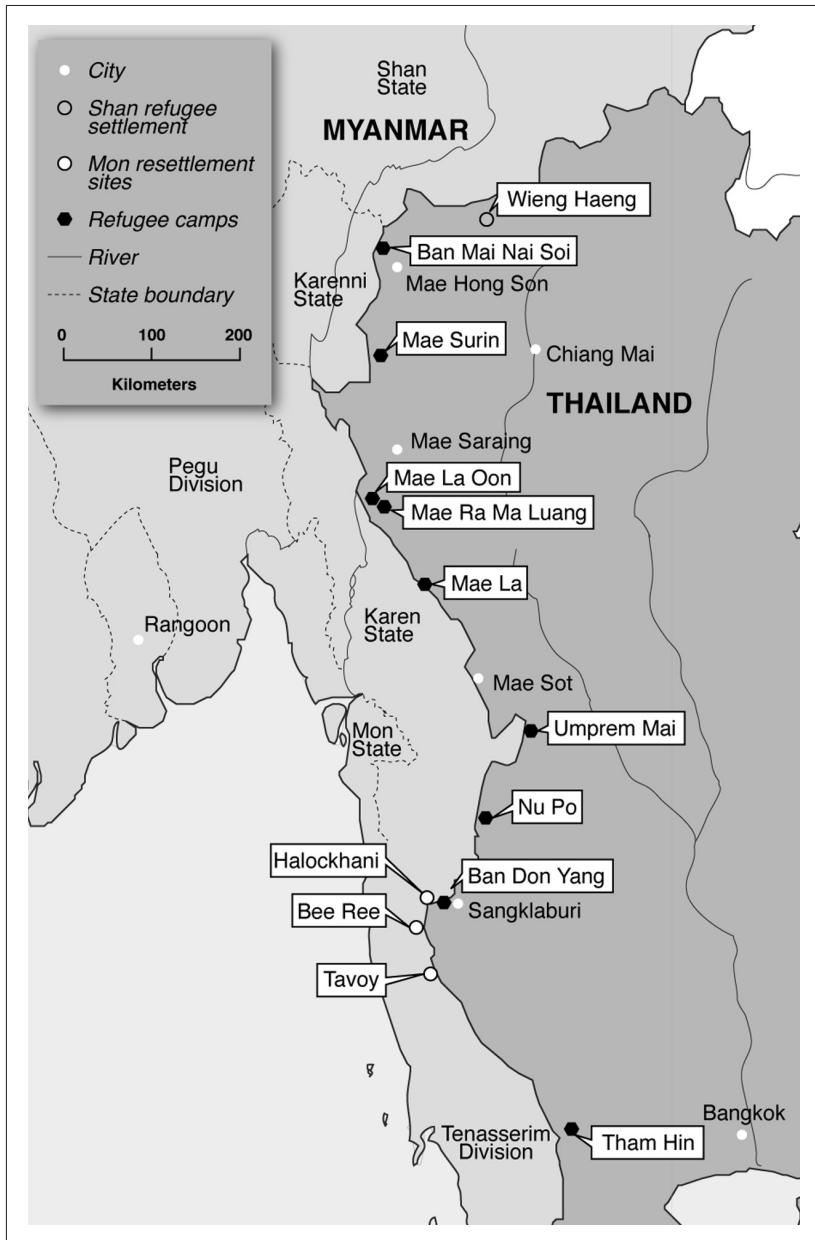 City
Shan refugee
settlement
Mon resettlement
sites
Refugee camps
River
State boundary
0 100 200
Kilometers
Shan
State
MYANMAR
Wieng Haeng
Ban Mai Nai Soi
Karenni
State
Mae Hong Son
Mae Surin
Chiang Mai
THAILAND
Mae Saraing
Pegu
Division
Mae La Oon
Mae Ra Ma Luang
Mae La
Rangoon
Karen
State
Mae Sot
Mon
State
Umprem Mai
Nu Po
Halockhani
Ban Don Yang
Bee Ree
Sangklaburi
Tavoy
Bangkok
Tenasserim
Division
Tham Hin